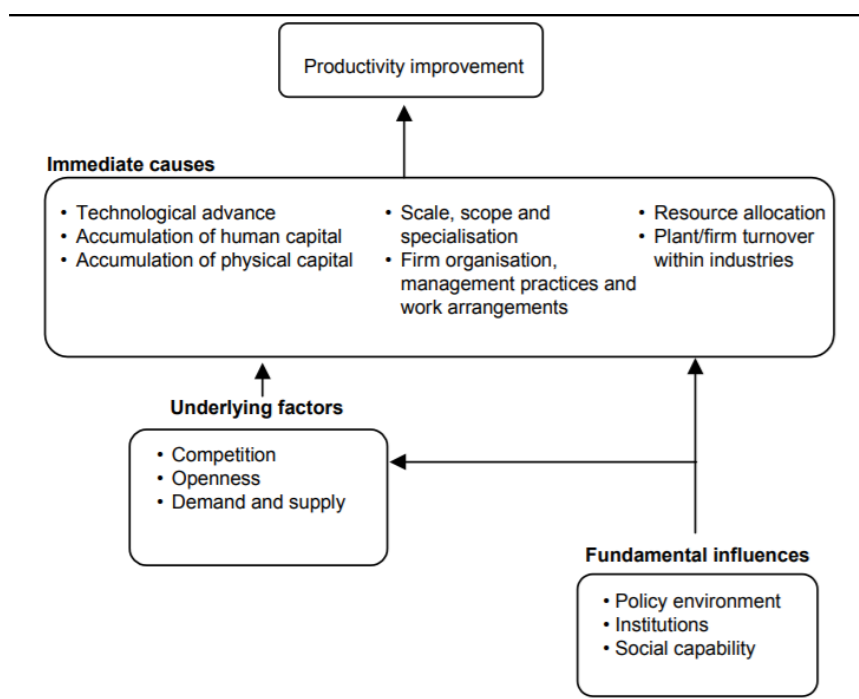 Productivity improvement
Immediate causes
• Technological advance
• Accumulation of human capital
• Accumulation of physical capital
• Scale, scope and
specialisation
• Firm organisation,
management practices and
work arrangements
• Resource allocation
• Plant/firm turnover
within industries
Underlying factors
• Competition
• Openness
• Demand and supply
Fundamental influences
• Policy environment
• Institutions
• Social capability